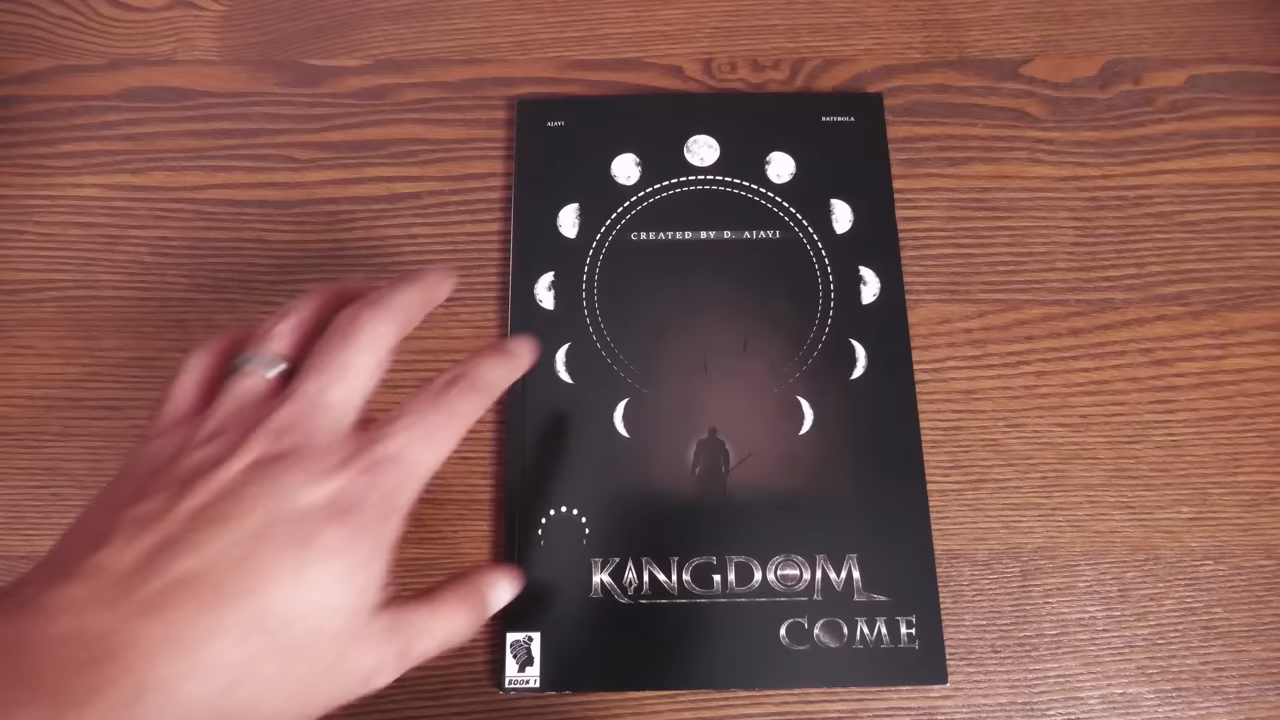 AJAYI
BATEBOLA
CREATED BY D. AJAYI
KINGDOM
COME
BOOK 1